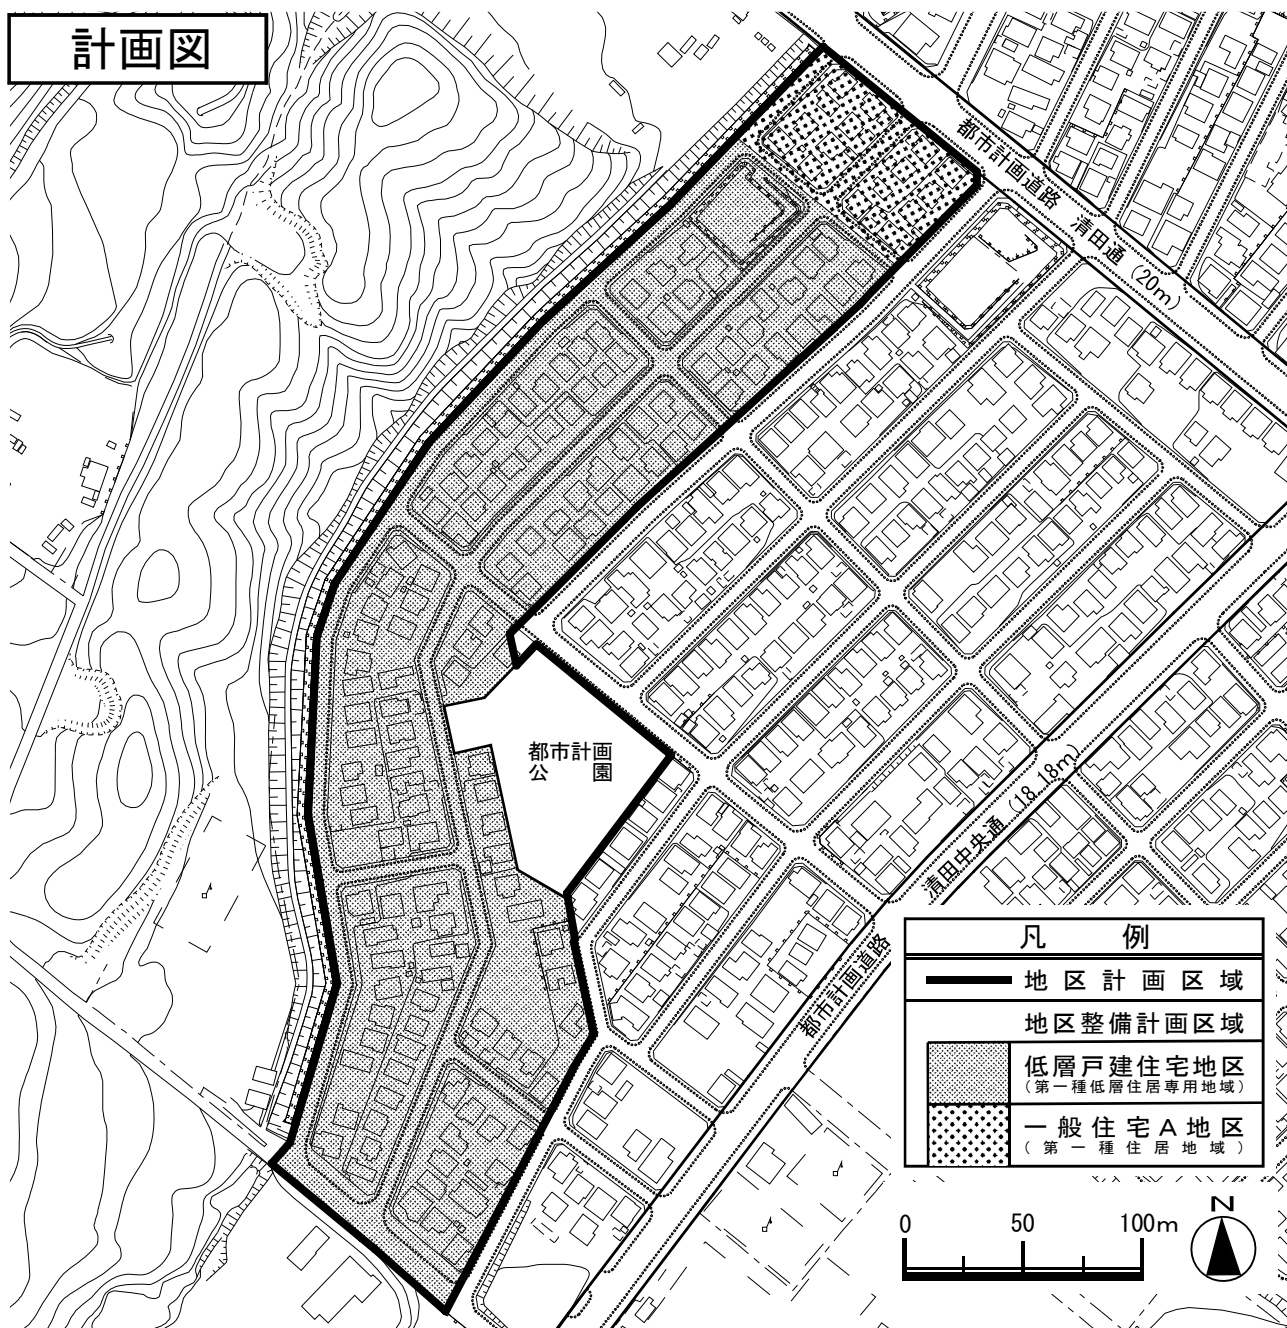 計画図
都市計画道路 清田通 (20m)
都市計画
公園
都市計画道路 清田中央通 (18.18m)
凡例
地区計画区域
地区整備計画区域
低層戸建住宅地区
(第一種低層住居専用地域)
一般住宅A地区
(第一種住居地域)
0 50 100m
N